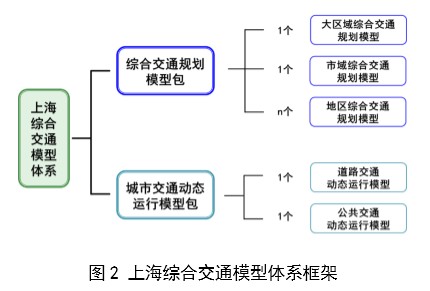 上海
综合
交通
模型
体系
综合交通规划
模型包
1个
大区域综合交通
规划模型
1个
市域综合交通
规划模型
n个
地区综合交通
规划模型
城市交通动态
运行模型包
1个
道路交通
动态运行模型
1个
公共交通
动态运行模型
图2 上海综合交通模型体系框架